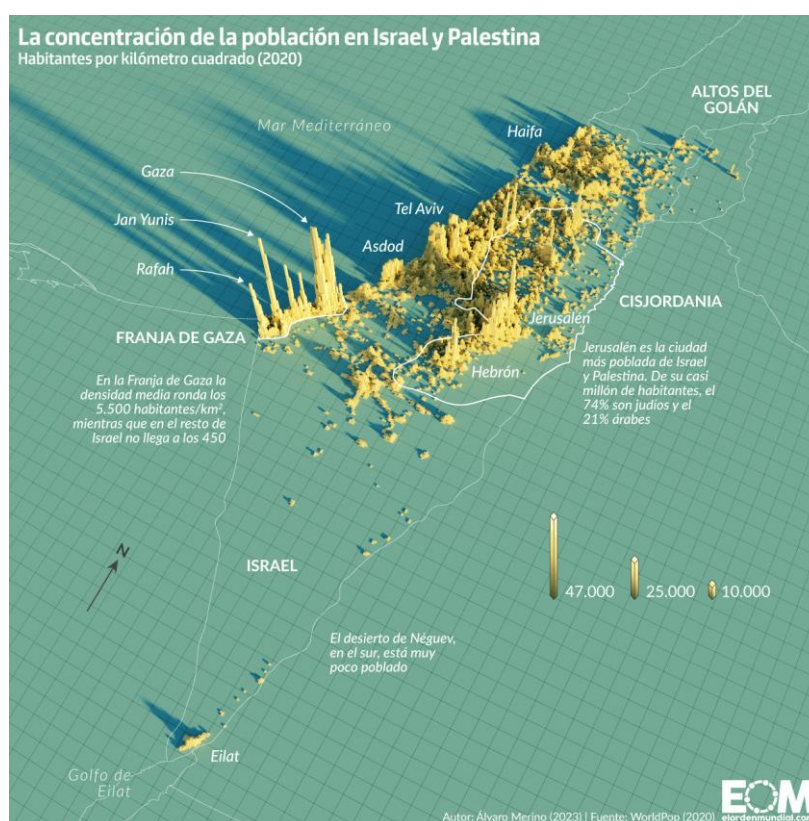 La concentración de la población en Israel y Palestina
Habitantes por kilómetro cuadrado (2020)
ALTOS DEL
GOLÁN
Mar Mediterráneo
Haifa
Gaza
Tel Aviv
Jan Yunis
Asdod
Rafah
CISJORDANIA
Jerusalén
FRANJA DE GAZA
Hebrón
Jerusalén es la ciudad
más poblada de Israel
y Palestina. De su casi
millón de habitantes, el
74% son judíos y el
21% árabes
En la Franja de Gaza la
densidad media ronda los
5.500 habitantes/km²,
mientras que en el resto de
Israel no llega a los 450
N
ISRAEL
47.000
25.000
10.000
El desierto de Néguev,
en el sur, está muy
poco poblado
Eilat
Golfo de
Eilat
EOM
elordenmundial.com
Autor: Álvaro Merino (2023) | Fuente: WorldPop (2020)